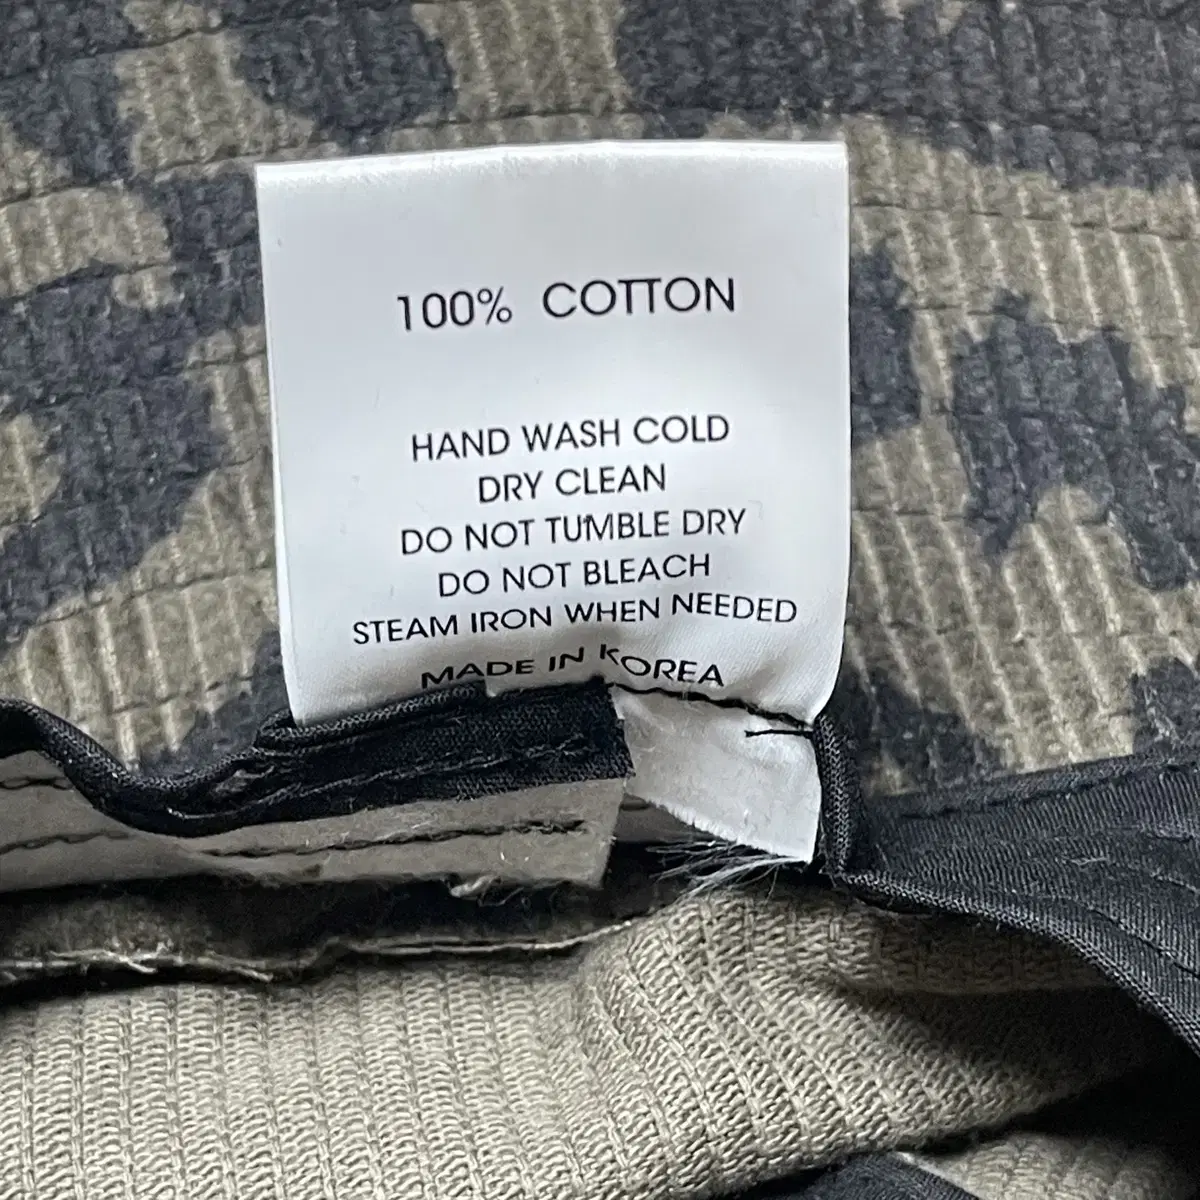 100% COTTON
HAND WASH COLD
DRY CLEAN
DO NOT TUMBLE DRY
DO NOT BLEACH
STEAM IRON WHEN NEEDED
MADE IN KOREA